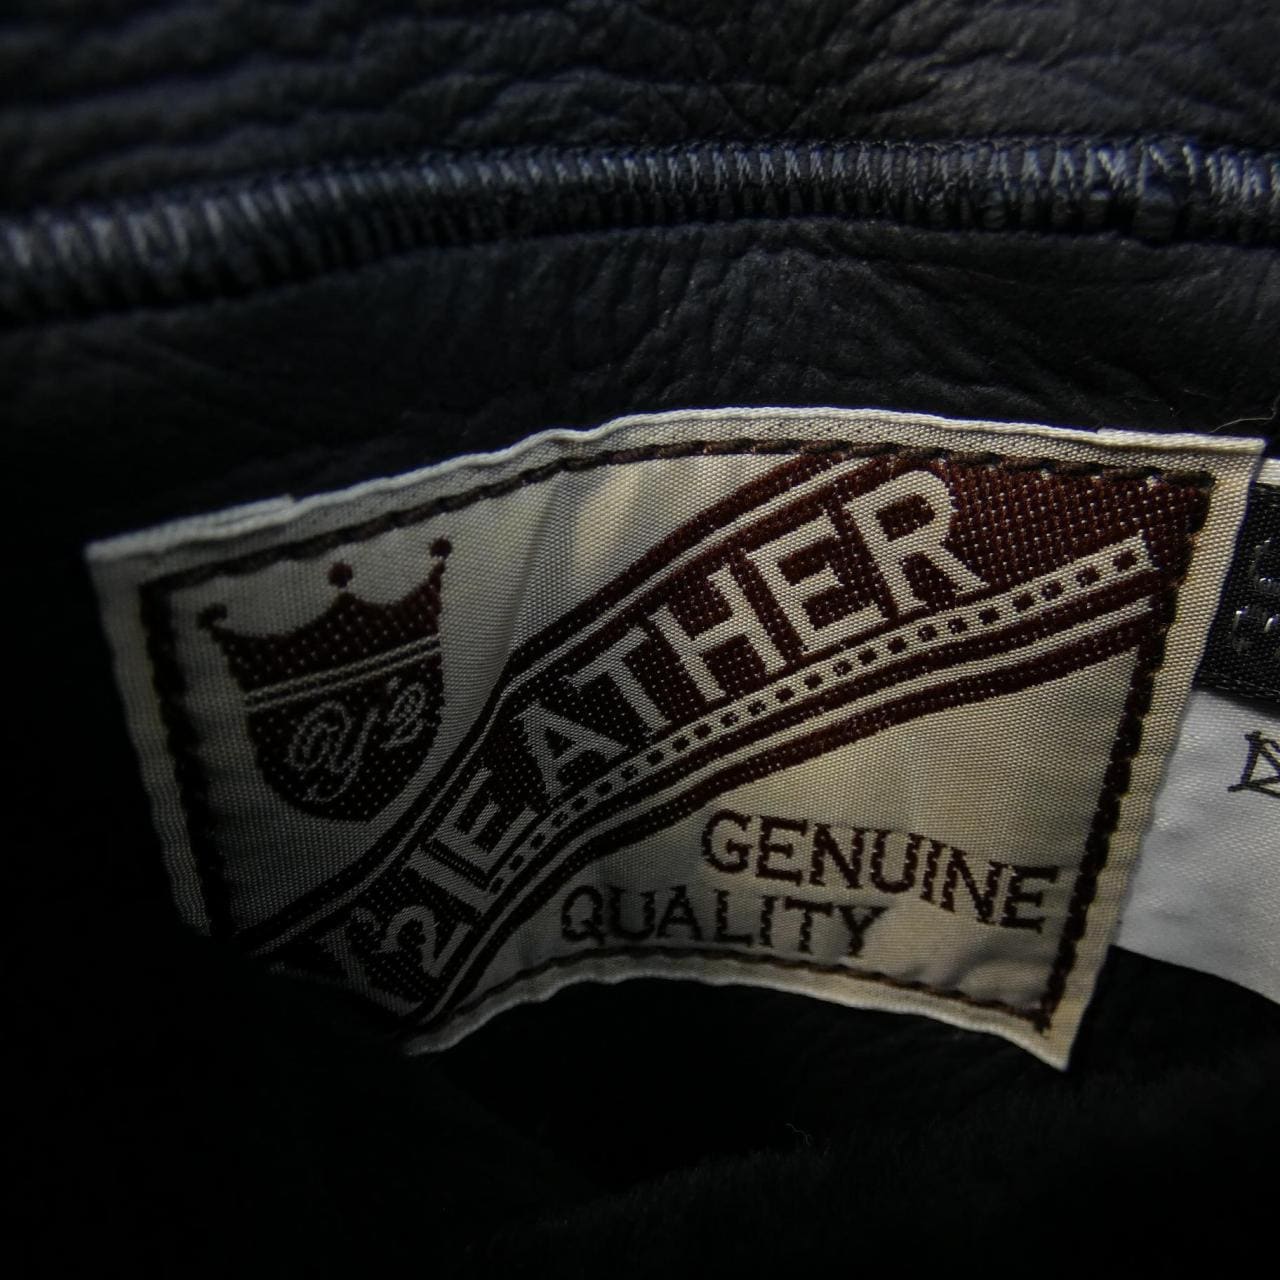 Y's
Y'S LEATHER
GENUINE
QUALITY